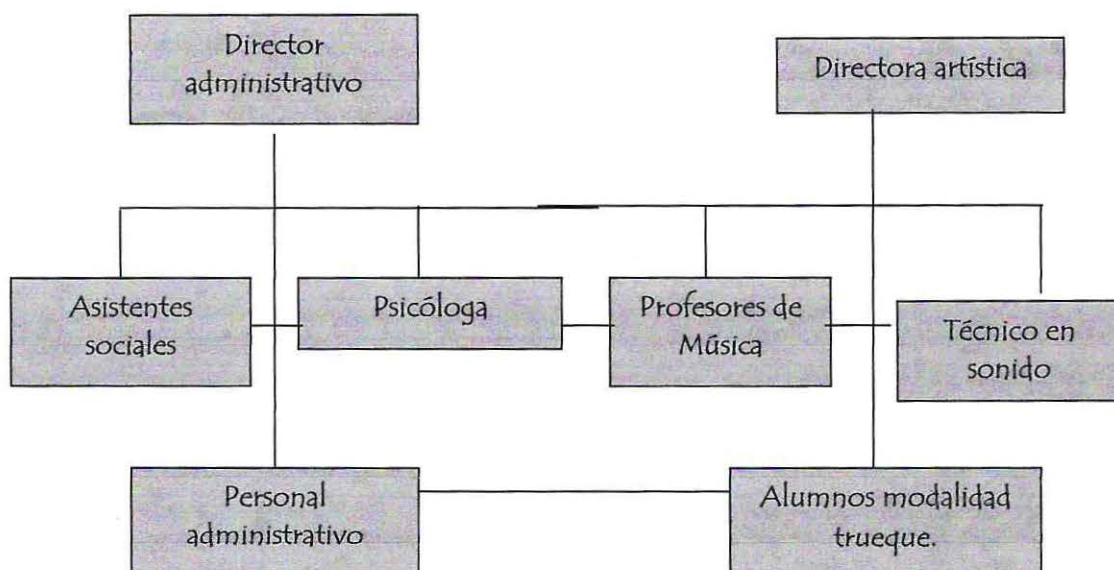 Director
administrativo
Directora artística
Asistentes
sociales
Psicóloga
Profesores de
Música
Técnico en
sonido
Personal
administrativo
Alumnos modalidad
trueque.